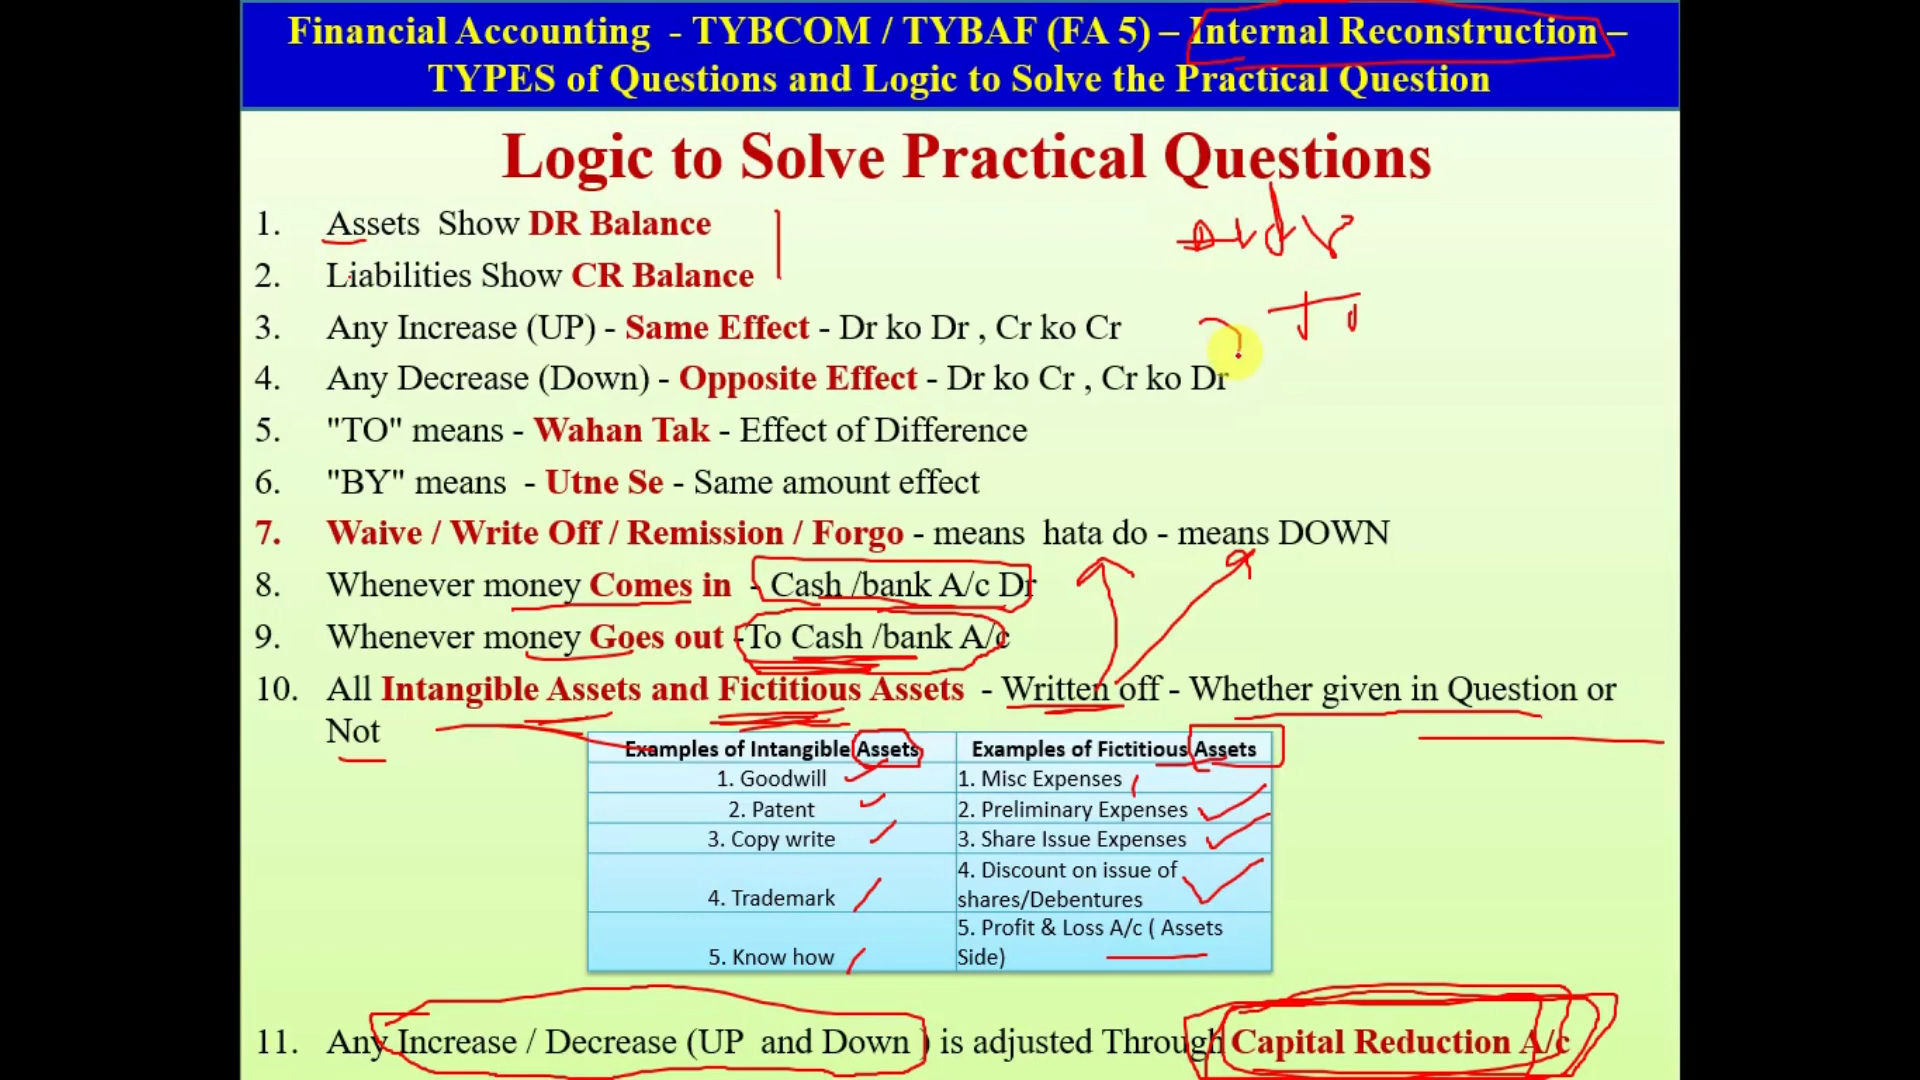 Financial Accounting - TYBCOM / TYBAF (FA 5) – Internal Reconstruction –
TYPES of Questions and Logic to Solve the Practical Question
Logic to Solve Practical Questions
1. Assets Show DR Balance
2. Liabilities Show CR Balance
3. Any Increase (UP) - Same Effect - Dr ko Dr , Cr ko Cr
4. Any Decrease (Down) - Opposite Effect - Dr ko Cr , Cr ko Dr
5. "TO" means - Wahan Tak - Effect of Difference
6. "BY" means - Utne Se - Same amount effect
7. Waive / Write Off / Remission / Forgo - means hata do - means DOWN
8. Whenever money Comes in - Cash /bank A/c Dr
9. Whenever money Goes out -To Cash /bank A/c
10. All Intangible Assets and Fictitious Assets - Written off - Whether given in Question or
Not
Examples of Intangible Assets Examples of Fictitious Assets
1. Goodwill 1. Misc Expenses
2. Patent 2. Preliminary Expenses
3. Copy write 3. Share Issue Expenses
4. Trademark 4. Discount on issue of
shares/Debentures
5. Know how 5. Profit & Loss A/c ( Assets
Side)
11. Any Increase / Decrease (UP and Down ) is adjusted Through Capital Reduction A/c